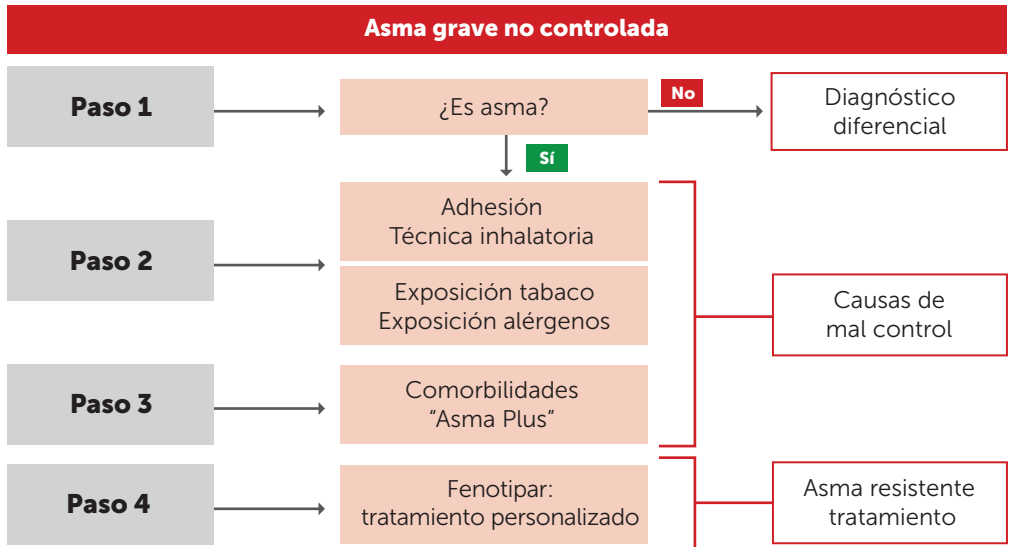 Asma grave no controlada
Paso 1
¿Es asma?
No
Diagnóstico
diferencial
Sí
Paso 2
Adhesión
Técnica inhalatoria
Exposición tabaco
Exposición alérgenos
Causas de
mal control
Paso 3
Comorbilidades
“Asma Plus”
Paso 4
Fenotipar:
tratamiento personalizado
Asma resistente
tratamiento